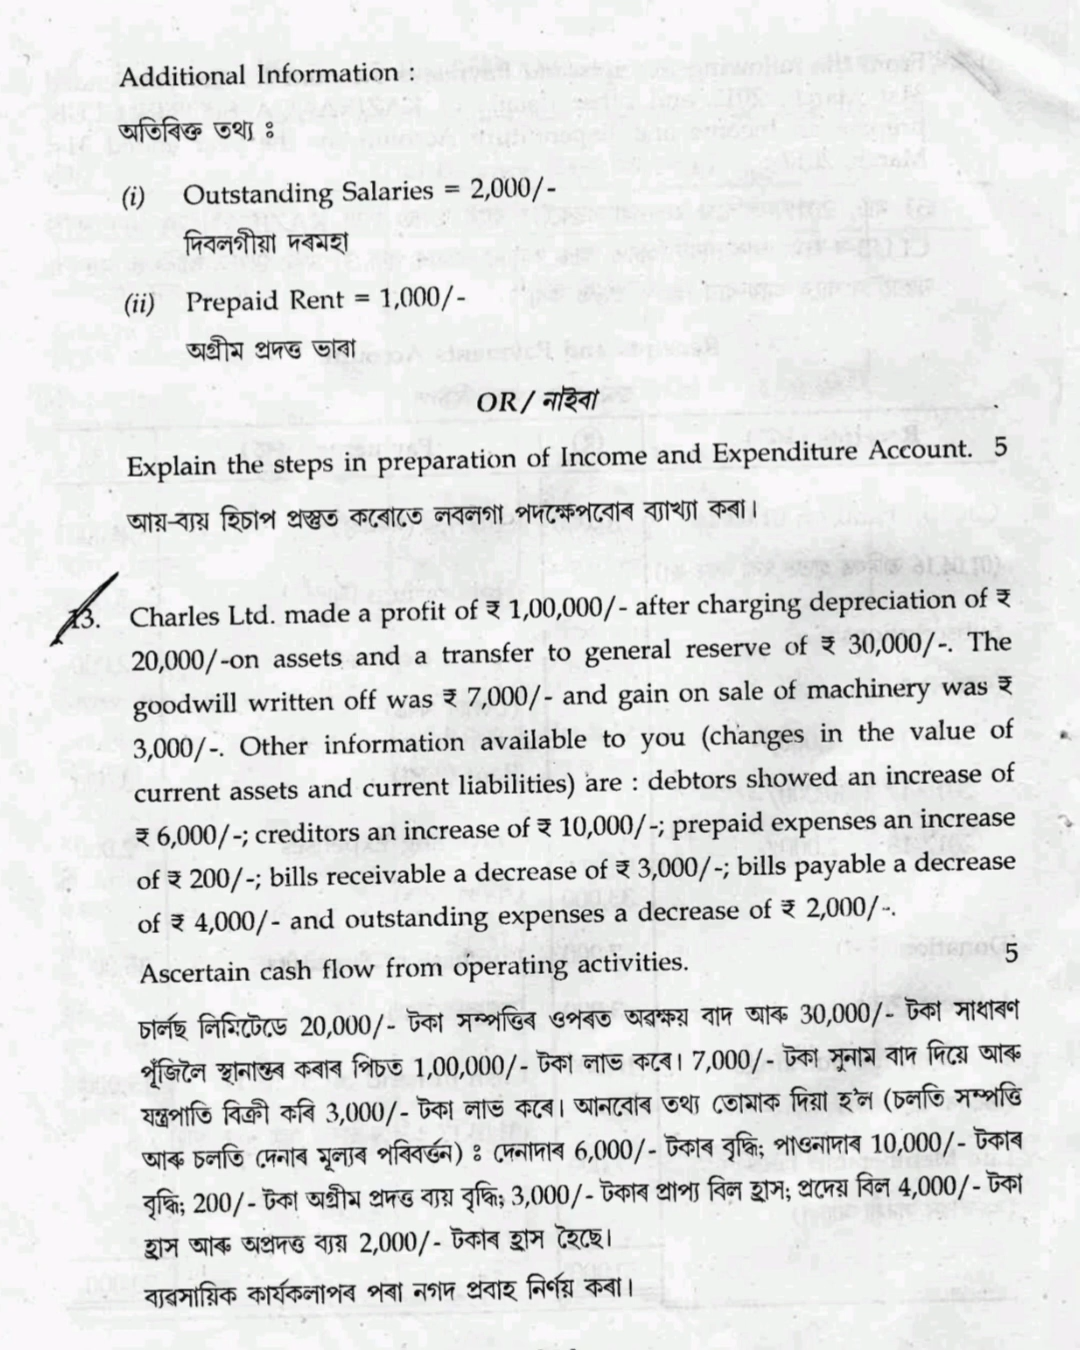 Additional Information :
অতিৰিক্ত তথ্য ঃ
(i) Outstanding Salaries = 2,000/-
দিবলগীয়া দৰমহা
(ii) Prepaid Rent = 1,000/-
অগ্ৰীম প্ৰদত্ত ভাৰা
OR / নাইবা
Explain the steps in preparation of Income and Expenditure Account. 5
আয়-ব্যয় হিচাপ প্ৰস্তুত কৰোতে লবলগা পদক্ষেপবোৰ ব্যাখ্যা কৰা।
13. Charles Ltd. made a profit of ₹ 1,00,000/- after charging depreciation of ₹
20,000/-on assets and a transfer to general reserve of ₹ 30,000/-. The
goodwill written off was ₹ 7,000/- and gain on sale of machinery was ₹
3,000/-. Other information available to you (changes in the value of
current assets and current liabilities) are : debtors showed an increase of
₹ 6,000/-; creditors an increase of ₹ 10,000/-; prepaid expenses an increase
of ₹ 200/-; bills receivable a decrease of ₹ 3,000/-; bills payable a decrease
of ₹ 4,000/- and outstanding expenses a decrease of ₹ 2,000/-.
Ascertain cash flow from operating activities. 5
চাৰ্লছ লিমিটেডে 20,000/- টকা সম্পত্তিৰ ওপৰত অৱক্ষয় বাদ আৰু 30,000/- টকা সাধাৰণ
পূঁজিলৈ স্থানান্তৰ কৰাৰ পিচত 1,00,000/- টকা লাভ কৰে। 7,000/- টকা সুনাম বাদ দিয়ে আৰু
যন্ত্ৰপাতি বিক্ৰী কৰি 3,000/- টকা লাভ কৰে। আনবোৰ তথ্য তোমাক দিয়া হ'ল (চলতি সম্পত্তি
আৰু চলতি দেনাৰ মূল্যৰ পৰিবৰ্ত্তন) ঃ দেনাদাৰ 6,000/- টকাৰ বৃদ্ধি; পাওনাদাৰ 10,000/- টকাৰ
বৃদ্ধি; 200/- টকা অগ্ৰীম প্ৰদত্ত ব্যয় বৃদ্ধি; 3,000/- টকাৰ প্ৰাপ্য বিল হ্ৰাস; প্ৰদেয় বিল 4,000/- টকা
হ্ৰাস আৰু অপ্ৰদত্ত ব্যয় 2,000/- টকাৰ হ্ৰাস হৈছে।
ব্যৱসায়িক কাৰ্যকলাপৰ পৰা নগদ প্ৰবাহ নিৰ্ণয় কৰা।